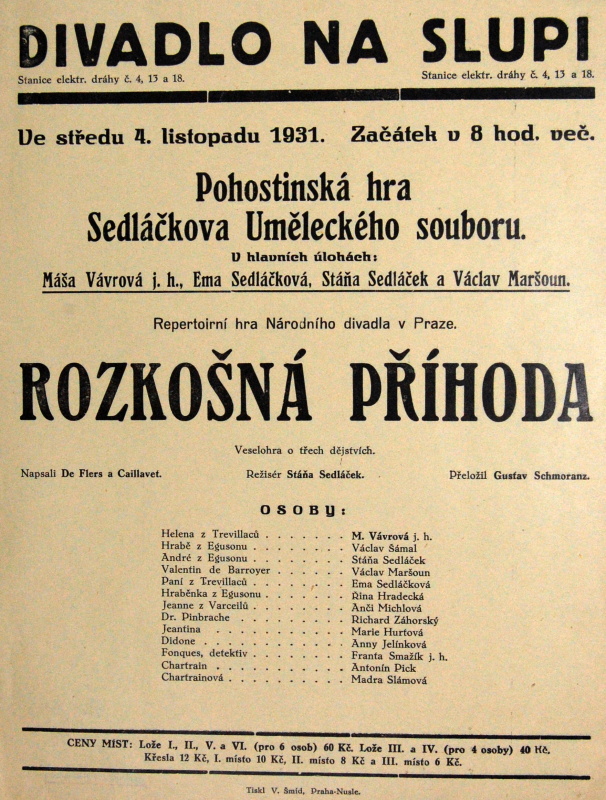 DIVADLO NA SLUPI
Stanice elektr. dráhy č. 4, 13 a 18. Stanice elektr. dráhy č. 4, 13 a 18.
Ve středu 4. listopadu 1931. Začátek v 8 hod. več.
Pohostinská hra
Sedláčkova Uměleckého souboru.
V hlavních úlohách:
Máša Vávrová j. h., Ema Sedláčková, Stáňa Sedláček a Václav Maršoun.
Repertoirní hra Národního divadla v Praze.
ROZKOŠNÁ PŘÍHODA
Veselohra o třech dějstvích.
Napsali De Flers a Caillavet. Režisér Stáňa Sedláček. Přeložil Gustav Schmoranz.
OSOBY:
Helena z Trevillaců . . . . . . . M. Vávrová j. h.
Hrabě z Egusonu . . . . . . . . Václav Šámal
André z Egusonu . . . . . . . . Stáňa Sedláček
Valentin de Barroyer . . . . . . . Václav Maršoun
Paní z Trevillaců . . . . . . . . Ema Sedláčková
Hraběnka z Egusonu . . . . . . . Řina Hradecká
Jeanne z Varceilů . . . . . . . . Anči Michlová
Dr. Pinbrache . . . . . . . . . Richard Záhorský
Jeantina . . . . . . . . . . Marie Hurtová
Didone . . . . . . . . . . . Anny Jelínková
Fonques, detektiv . . . . . . . . Franta Smažík j. h.
Chartrain . . . . . . . . . . Antonín Pick
Chartrainová . . . . . . . . . Madra Slámová
CENY MÍST: Lože I., II., V. a VI. (pro 6 osob) 60 Kč. Lože III. a IV. (pro 4 osoby) 40 Kč.
Křesla 12 Kč, I. místo 10 Kč, II. místo 8 Kč a III. místo 6 Kč.
Tiskl V. Šmíd, Praha-Nusle.